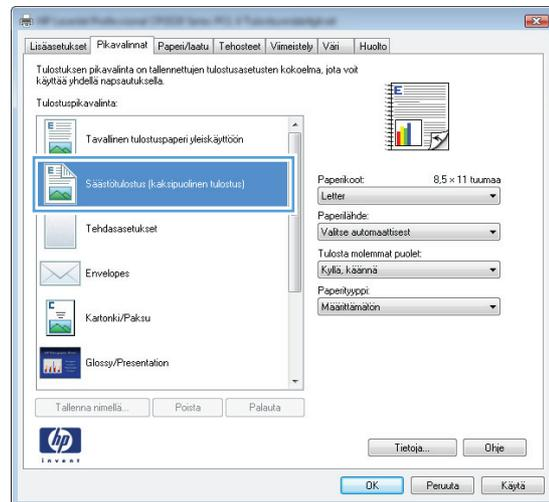 Lisäasetukset Pikavalinnat Paperi/laatu Tehosteet Viimeistely Väri Huolto
Tulostuksen pikavalinta on tallennettujen tulostusasetusten kokoelma, jota voit
käyttää yhdellä napsautuksella.
Tulostuspikavalinta:
Tavallinen tulostuspaperi yleiskäyttöön
Säästötulostus (kaksipuolinen tulostus)
Tehdasasetukset
Envelopes
Kartonki/Paksu
Glossy/Presentation
Tallenna nimellä... Poista Palauta
E
Paperikoot: 8,5 × 11 tuumaa
Letter
Paperilähde:
Valitse automaattisest
Tulosta molemmat puolet:
Kyllä, käännä
Paperityyppi:
Määrittämätön
hp
invent
Tietoja... Ohje
OK Peruuta Käytä